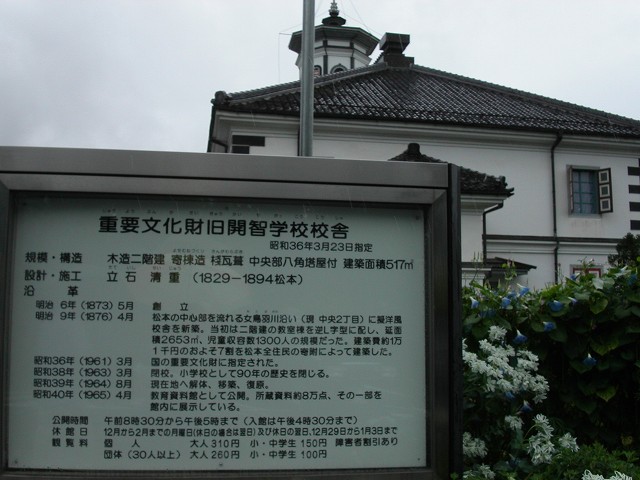 重要文化財旧開智学校校舎
昭和36年3月23日指定
規模・構造 木造二階建 寄棟造 桟瓦葺 中央部八角塔屋付 建築面積517㎡
設計・施工 立石 清重 (1829－1894松本)
沿革
明治 6年(1873) 5月 創立
明治 9年(1876) 4月 松本の中心部を流れる女鳥羽川沿い(現 中央2丁目)に擬洋風
校舎を新築。当初は二階建の教室棟を逆L字型に配し、延面
積2653㎡、児童収容数1300人の規模だった。建築費約1万
1千円のおよそ7割を松本全住民の寄附によって建築した。
昭和36年(1961) 3月 国の重要文化財に指定された。
昭和38年(1963) 3月 閉校。小学校として90年の歴史を閉じる。
昭和39年(1964) 8月 現在地へ解体、移築、復原。
昭和40年(1965) 4月 教育資料館として公開。所蔵資料約8万点、その一部を
館内に展示している。
公開時間 午前8時30分から午後5時まで(入館は午後4時30分まで)
休館日 12月から2月までの月曜日(休日の場合は翌日)及び休日の翌日、12月29日から1月3日まで
観覧料 個人 大人310円 小・中学生150円 障害者割引あり
団体(30人以上) 大人260円 小・中学生100円